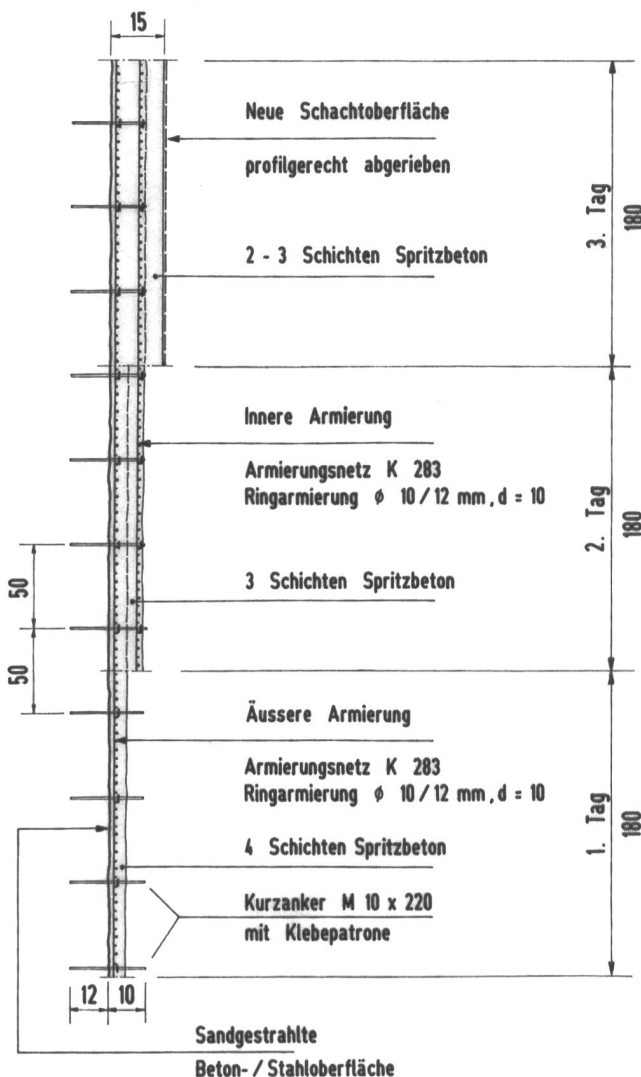 15
Neue Schachtoberfläche
profilgerecht abgerieben
3. Tag
180
2 - 3 Schichten Spritzbeton
Innere Armierung
Armierungsnetz K 283
Ringarmierung ϕ 10 / 12 mm, d = 10
2. Tag
180
50
3 Schichten Spritzbeton
50
Äussere Armierung
Armierungsnetz K 283
Ringarmierung ϕ 10 / 12 mm, d = 10
1. Tag
180
4 Schichten Spritzbeton
Kurzanker M 10 x 220
mit Klebepatrone
12
10
Sandgestrahlte
Beton- / Stahloberfläche